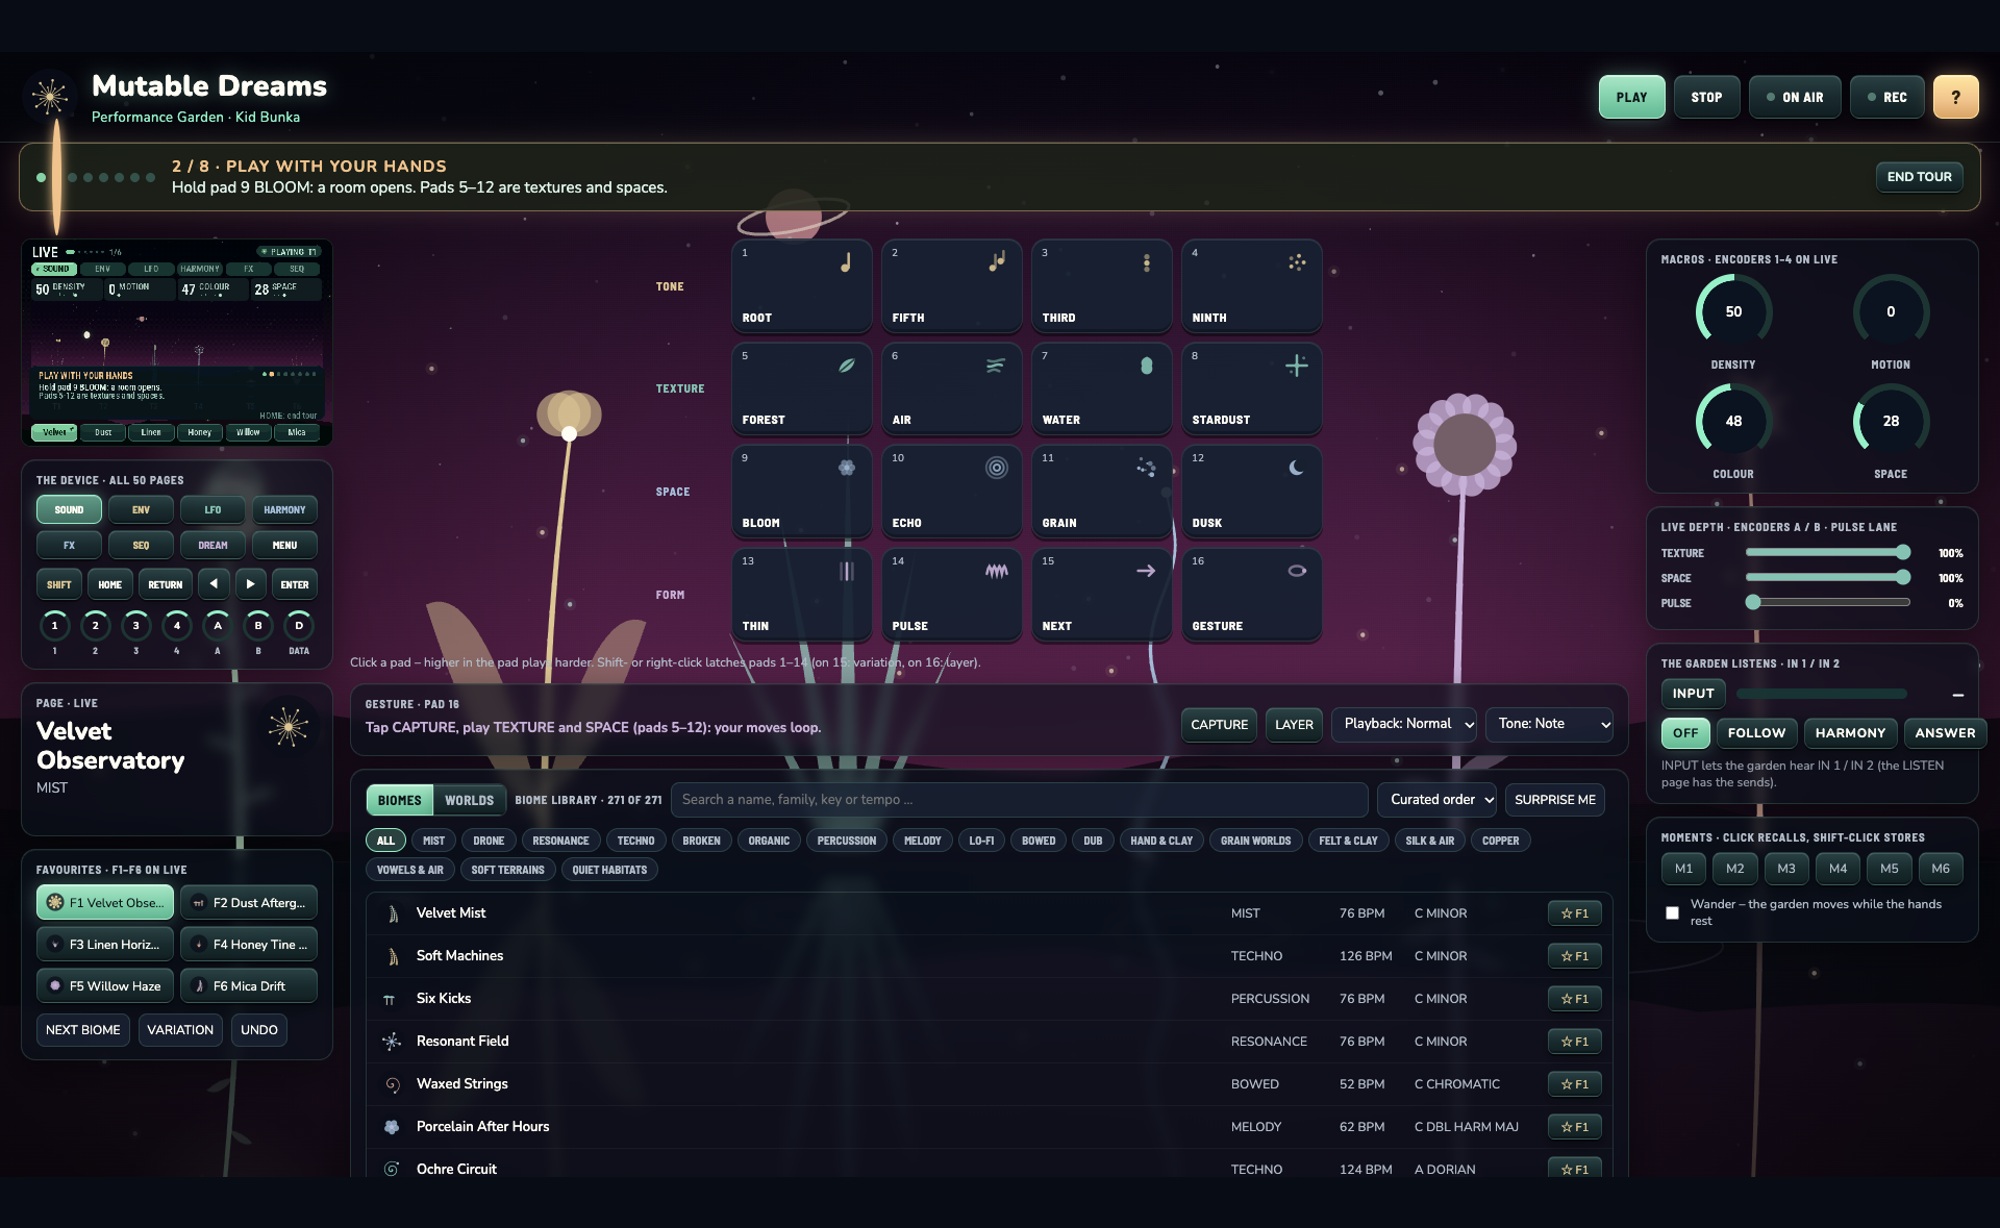 Mutable Dreams
Performance Garden · Kid Bunka
PLAY
STOP
ON AIR
REC
?
2 / 8 · PLAY WITH YOUR HANDS
Hold pad 9 BLOOM: a room opens. Pads 5–12 are textures and spaces.
END TOUR
LIVE
1/6
PLAYING T1
SOUND
ENV
LFO
HARMONY
FX
SEQ
50 DENSITY
0 MOTION
47 COLOUR
28 SPACE
PLAY WITH YOUR HANDS
Hold pad 9 BLOOM: a room opens.
Pads 5-12 are textures and spaces.
HOME: end tour
Velvet
Dust
Linen
Honey
Willow
Mica
THE DEVICE · ALL 50 PAGES
SOUND
ENV
LFO
HARMONY
FX
SEQ
DREAM
MENU
SHIFT
HOME
RETURN
ENTER
1
2
3
4
A
B
D
1
2
3
4
A
B
DATA
PAGE · LIVE
Velvet
Observatory
MIST
FAVOURITES · F1–F6 ON LIVE
F1 Velvet Obse...
F2 Dust Afterg...
F3 Linen Horiz...
F4 Honey Tine ...
F5 Willow Haze
F6 Mica Drift
NEXT BIOME
VARIATION
UNDO
TONE
1
ROOT
2
FIFTH
3
THIRD
4
NINTH
TEXTURE
5
FOREST
6
AIR
7
WATER
8
STARDUST
SPACE
9
BLOOM
10
ECHO
11
GRAIN
12
DUSK
FORM
13
THIN
14
PULSE
15
NEXT
16
GESTURE
Click a pad – higher in the pad plays harder. Shift- or right-click latches pads 1–14 (on 15: variation, on 16: layer).
GESTURE · PAD 16
Tap CAPTURE, play TEXTURE and SPACE (pads 5–12): your moves loop.
CAPTURE
LAYER
Playback: Normal
Tone: Note
BIOMES
WORLDS
BIOME LIBRARY · 271 OF 271
Search a name, family, key or tempo ...
Curated order
SURPRISE ME
ALL
MIST
DRONE
RESONANCE
TECHNO
BROKEN
ORGANIC
PERCUSSION
MELODY
LO-FI
BOWED
DUB
HAND & CLAY
GRAIN WORLDS
FELT & CLAY
SILK & AIR
COPPER
VOWELS & AIR
SOFT TERRAINS
QUIET HABITATS
Velvet Mist MIST 76 BPM C MINOR ☆ F1
Soft Machines TECHNO 126 BPM C MINOR ☆ F1
Six Kicks PERCUSSION 76 BPM C MINOR ☆ F1
Resonant Field RESONANCE 76 BPM C MINOR ☆ F1
Waxed Strings BOWED 52 BPM C CHROMATIC ☆ F1
Porcelain After Hours MELODY 62 BPM C DBL HARM MAJ ☆ F1
Ochre Circuit TECHNO 124 BPM A DORIAN ☆ F1
MACROS · ENCODERS 1–4 ON LIVE
50
DENSITY
0
MOTION
48
COLOUR
28
SPACE
LIVE DEPTH · ENCODERS A / B · PULSE LANE
TEXTURE 100%
SPACE 100%
PULSE 0%
THE GARDEN LISTENS · IN 1 / IN 2
INPUT
–
OFF
FOLLOW
HARMONY
ANSWER
INPUT lets the garden hear IN 1 / IN 2 (the LISTEN
page has the sends).
MOMENTS · CLICK RECALLS, SHIFT-CLICK STORES
M1
M2
M3
M4
M5
M6
Wander – the garden moves while the hands
rest